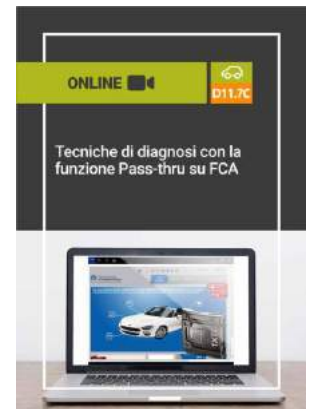 ONLINE
D11.7C
Tecniche di diagnosi con la
funzione Pass-thru su FCA